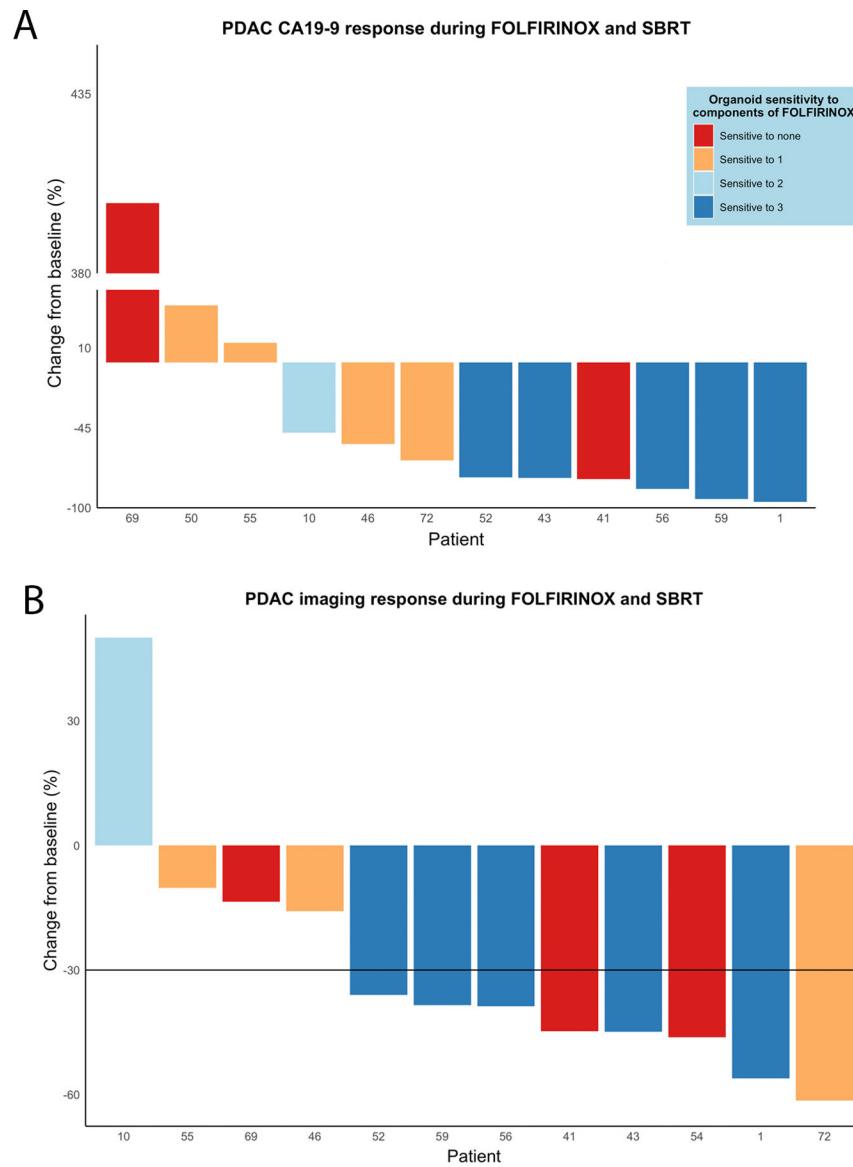 A
PDAC CA19-9 response during FOLFIRINOX and SBRT
Organoid sensitivity to
components of FOLFIRINOX
Sensitive to none
Sensitive to 1
Sensitive to 2
Sensitive to 3
Change from baseline (%)
435
380
10
-45
-100
69 50 55 10 46 72 52 43 41 56 59 1
Patient
B
PDAC imaging response during FOLFIRINOX and SBRT
Change from baseline (%)
30
0
-30
-60
10 55 69 46 52 59 56 41 43 54 1 72
Patient